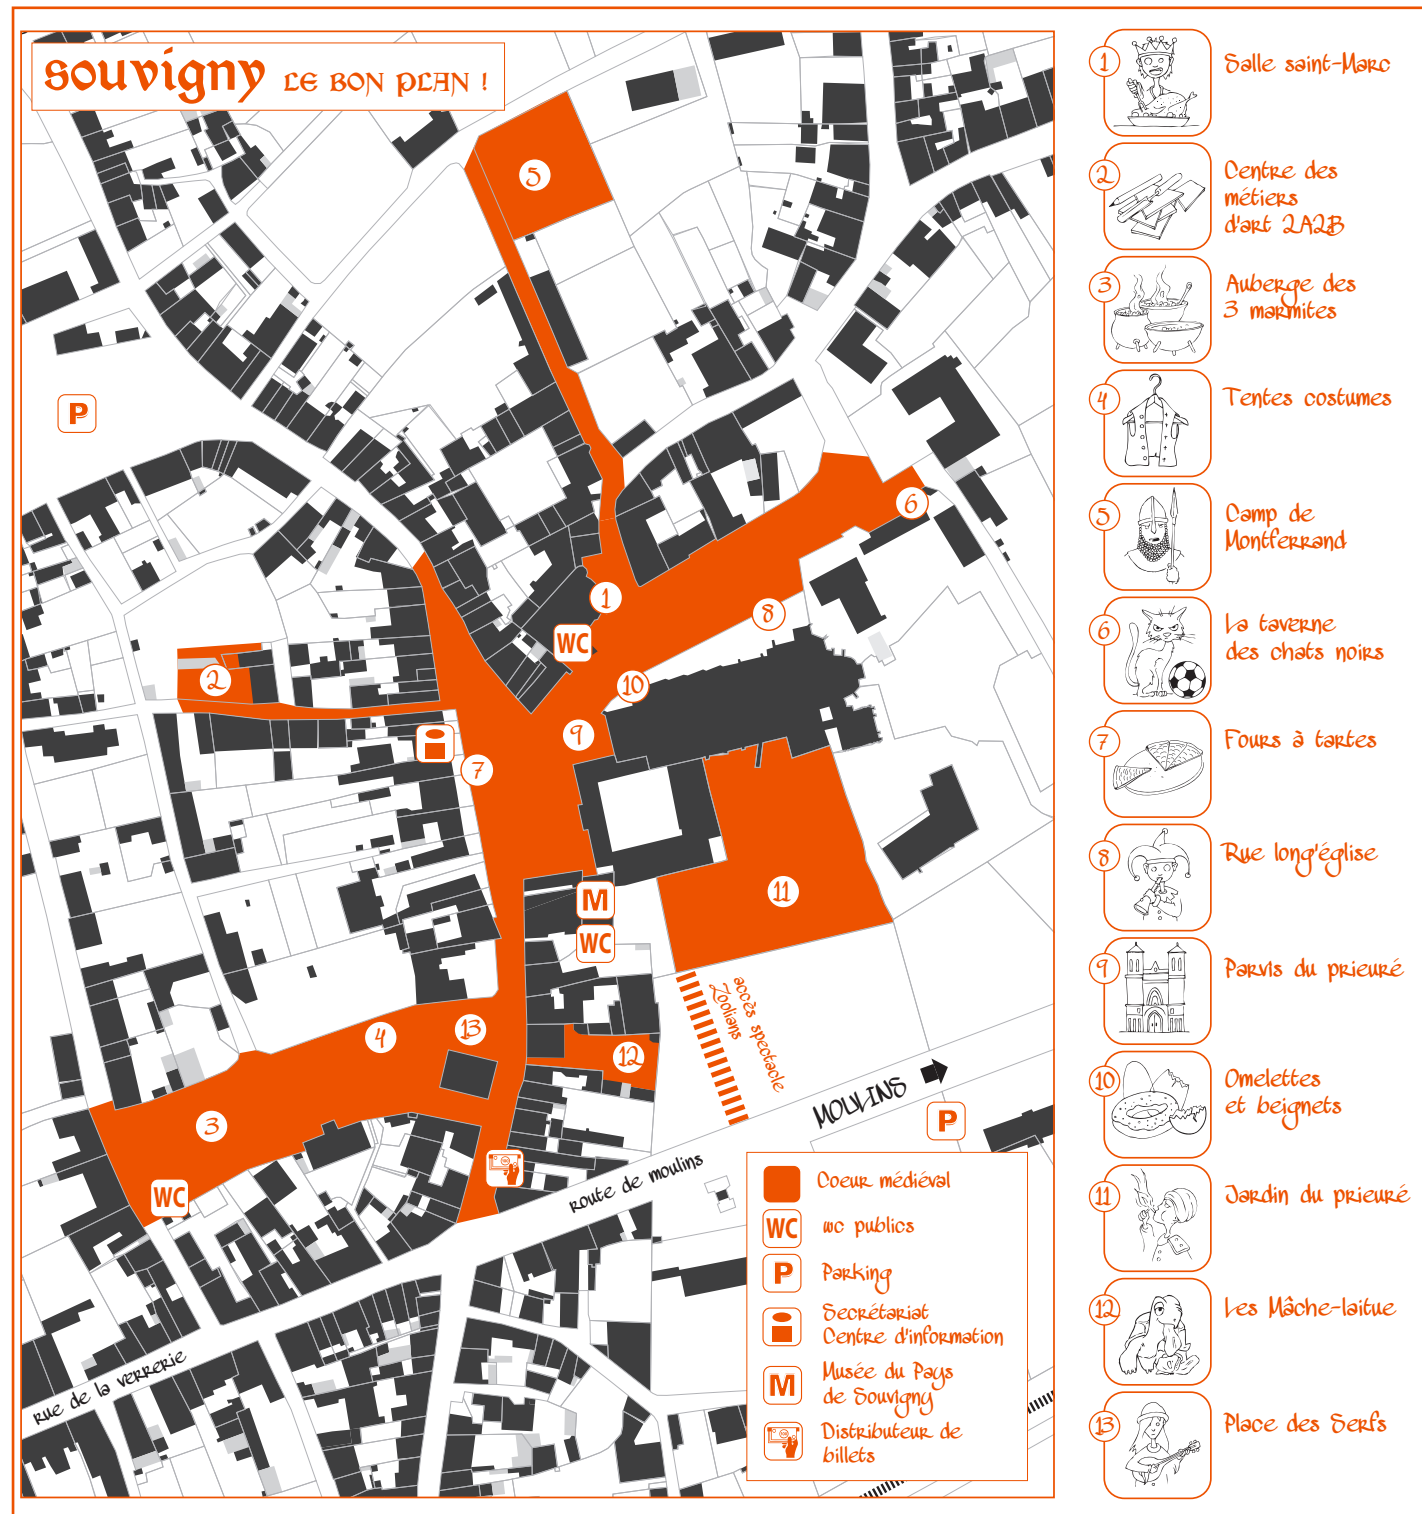 souvigny LE BON PLAN !
5
P
6
1
8
WC
2
10
9
7
11
M
WC
accès spectacle
Zoolians
4
13
12
3
MOULINS
P
WC
route de moulins
rue de la verrerie
Coeur médiéval
WC
wc publics
P
Parking
Secrétariat
Centre d'information
M
Musée du Pays
de Souvigny
Distributeur de
billets
1
Salle saint-Marc
2
Centre des
métiers
d'art 2A2B
3
Auberge des
3 marmites
4
Tentes costumes
5
Camp de
Montferrand
6
La taverne
des chats noirs
7
Fours à tartes
8
Rue long'église
9
Parvis du prieuré
10
Omelettes
et beignets
11
Jardin du prieuré
12
Les Mâche-laitue
13
Place des Serfs